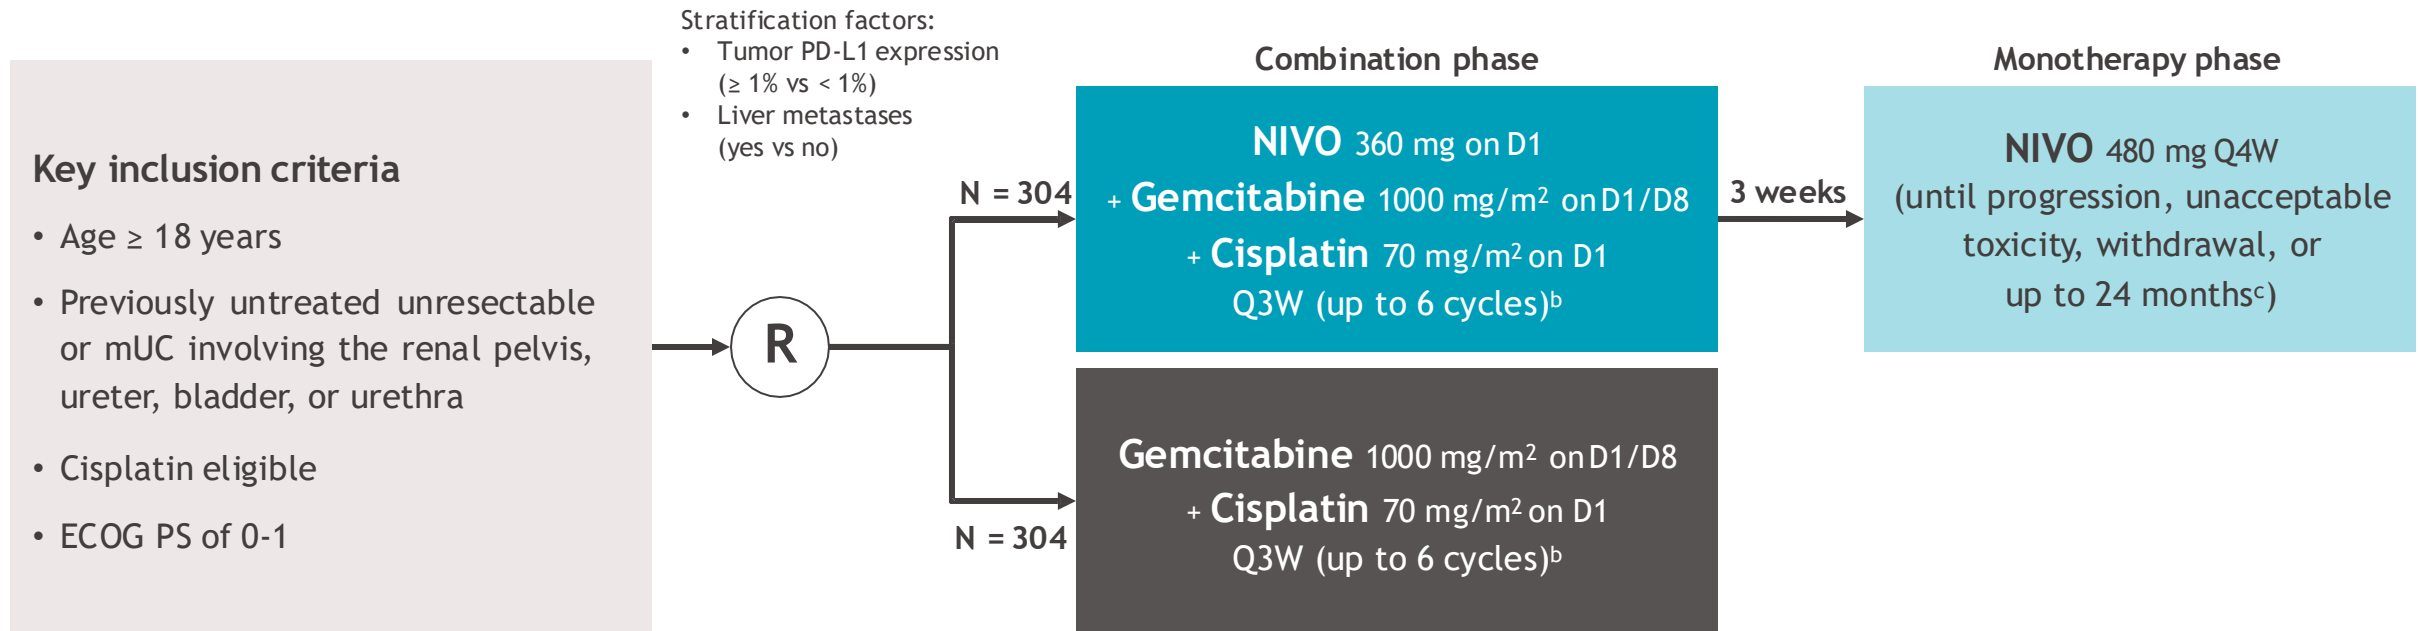 Stratification factors:
• Tumor PD-L1 expression
(≥ 1% vs < 1%)
• Liver metastases
(yes vs no)
Key inclusion criteria
• Age ≥ 18 years
• Previously untreated unresectable
or mUC involving the renal pelvis,
ureter, bladder, or urethra
• Cisplatin eligible
• ECOG PS of 0-1
R
N = 304
N = 304
Combination phase
NIVO 360 mg on D1
+ Gemcitabine 1000 mg/m² on D1/D8
+ Cisplatin 70 mg/m² on D1
Q3W (up to 6 cycles)ᵇ
Gemcitabine 1000 mg/m² on D1/D8
+ Cisplatin 70 mg/m² on D1
Q3W (up to 6 cycles)ᵇ
3 weeks
Monotherapy phase
NIVO 480 mg Q4W
(until progression, unacceptable
toxicity, withdrawal, or
up to 24 monthsᶜ)